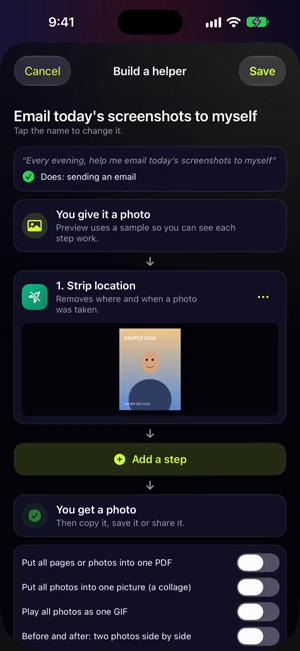 9:41
Cancel
Build a helper
Save
Email today's screenshots to myself
Tap the name to change it.
“Every evening, help me email today's screenshots to myself”
Does: sending an email
You give it a photo
Preview uses a sample so you can see each
step work.
1. Strip location
Removes where and when a photo
was taken.
SAMPLE 2026
Add a step
You get a photo
Then copy it, save it or share it.
Put all pages or photos into one PDF
Put all photos into one picture (a collage)
Play all photos as one GIF
Before and after: two photos side by side